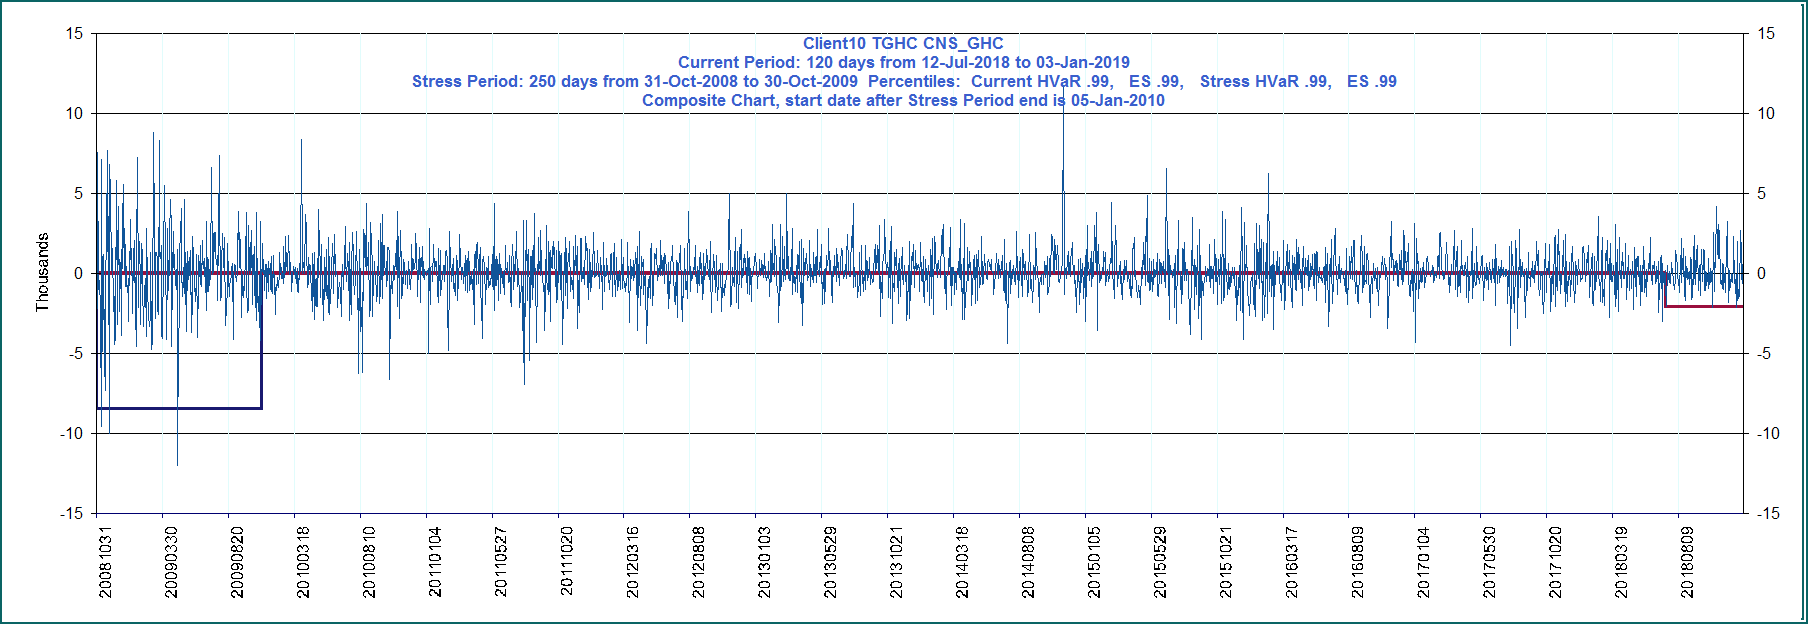 Client10 TGHC CNS_GHC
Current Period: 120 days from 12-Jul-2018 to 03-Jan-2019
Stress Period: 250 days from 31-Oct-2008 to 30-Oct-2009  Percentiles:  Current HVaR .99,   ES .99,   Stress HVaR .99,   ES .99
Composite Chart, start date after Stress Period end is 05-Jan-2010
15 15
10 10
5 5
0 0
-5 -5
-10 -10
-15 -15
Thousands
20081031 20090330 20090820 20100318 20100810 20110104 20110527 20111020 20120316 20120808 20130103 20130529 20131021 20140318 20140808 20150105 20150529 20151021 20160317 20160809 20170104 20170530 20171020 20180319 20180809